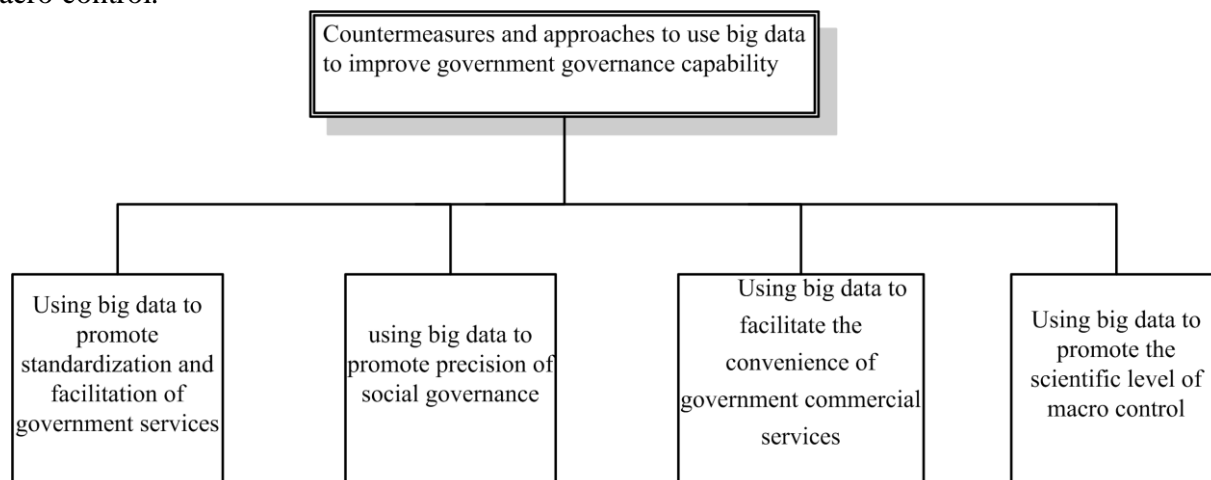 acro control.
Countermeasures and approaches to use big data
to improve government governance capability
Using big data to
promote
standardization and
facilitation of
government services
using big data to
promote precision of
social governance
Using big data to
facilitate the
convenience of
government commercial
services
Using big data to
promote the
scientific level of
macro control